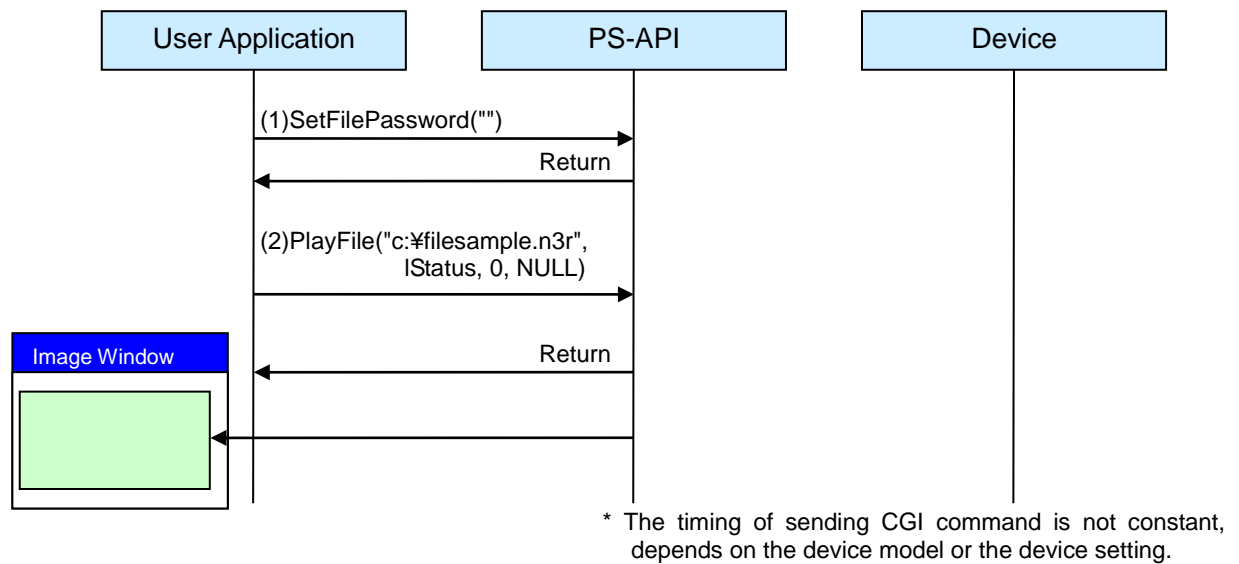 User Application
PS-API
Device
(1)SetFilePassword("")
Return
(2)PlayFile("c:¥filesample.n3r",
lStatus, 0, NULL)
Return
Image Window
* The timing of sending CGI command is not constant,
depends on the device model or the device setting.